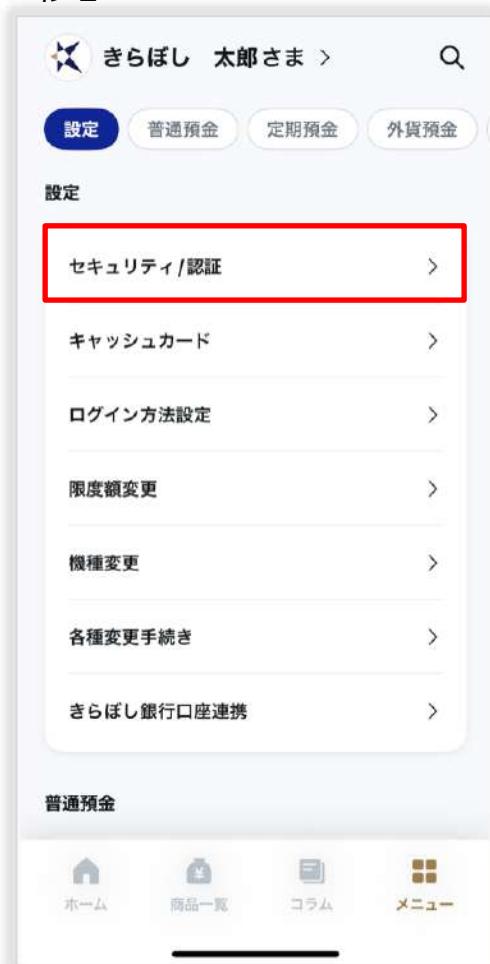 きらぼし 太郎さま >
設定 普通預金 定期預金 外貨預金
設定
セキュリティ/認証
キャッシュカード
ログイン方法設定
限度額変更
機種変更
各種変更手続き
きらぼし銀行口座連携
普通預金
ホーム 商品一覧 コラム メニュー